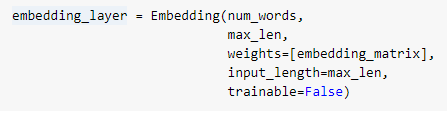 embedding_layer = Embedding(num_words,
max_len,
weights=[embedding_matrix],
input_length=max_len,
trainable=False)